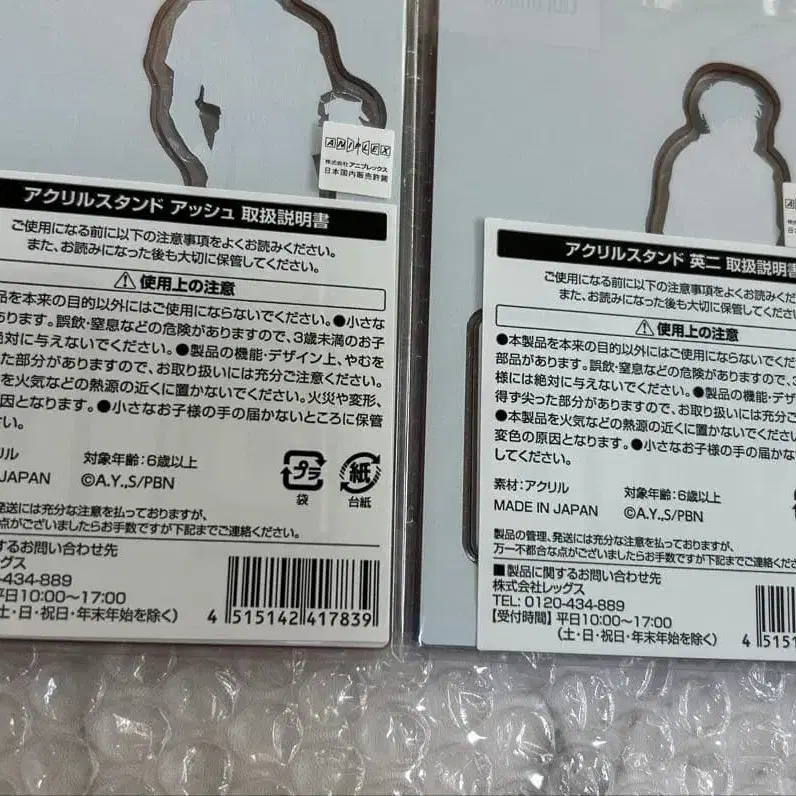 ANIPLEX
株式会社アニプレックス
日本国内販売許諾
アクリルスタンド アッシュ 取扱説明書
ご使用になる前に以下の注意事項をよくお読みください。
また、お読みになった後も大切に保管してください。
使用上の注意
品を本来の目的以外にはご使用にならないでください。●小さな
あります。誤飲・窒息などの危険がありますので、3歳未満のお子
絶対に与えないでください。●製品の機能・デザイン上、やむを
た部分がありますので、お取り扱いには充分ご注意ください。
を火気などの熱源の近くに置かないでください。火災や変形、
因となります。●小さなお子様の手の届かないところに保管
い。
リル
対象年齢：6歳以上
JAPAN
©A.Y.,S/PBN
プラ
袋
紙
台紙
発送には充分な注意を払っておりますが、
な点がございましたらお手数ですが下記までご連絡ください。
するお問い合わせ先
ッグス
-434-889
平日10:00〜17:00
土・日・祝日・年末年始を除く）
4 515142 417839
アクリルスタンド 英二 取扱説明書
ご使用になる前に以下の注意事項をよくお読みくだ
また、お読みになった後も大切に保管してください
使用上の注意
●本製品を本来の目的以外にはご使用にならないでくだ
部品があります。誤飲・窒息などの危険がありますので、
様には絶対に与えないでください。●製品の機能・デザ
得ず尖った部分がありますので、お取り扱いには充分ご
●本製品を火気などの熱源の近くに置かないでください
変色の原因となります。●小さなお子様の手の届かな
してください。
素材：アクリル
対象年齢：6歳以上
MADE IN JAPAN
©A.Y.,S/PBN
製品の管理、発送には充分な注意を払っておりますが、
万一不都合な点がございましたらお手数ですが下記までご連絡くださ
■製品に関するお問い合わせ先
株式会社レッグス
TEL: 0120-434-889
【受付時間】平日10:00〜17:00
（土・日・祝日・年末年始を除く）
4 5151